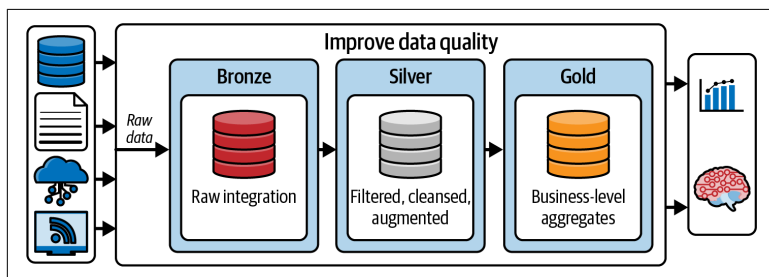 Improve data quality
Bronze
Silver
Gold
Raw
data
Raw integration
Filtered, cleansed,
augmented
Business-level
aggregates